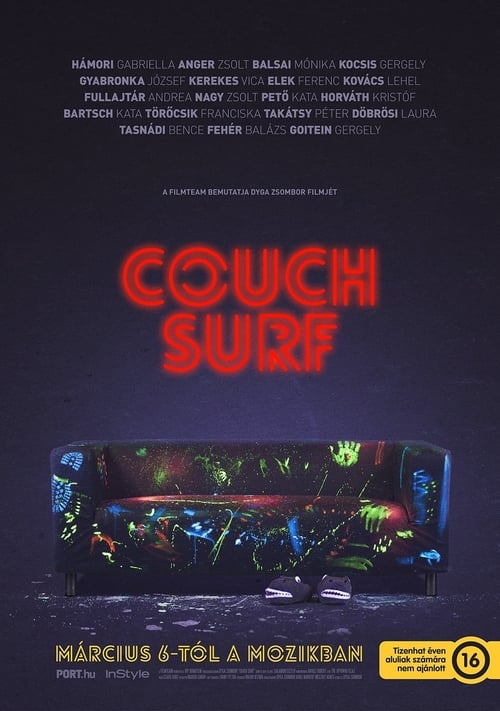 HÁMORI GABRIELLA ANGER ZSOLT BALSAI MÓNIKA KOCSIS GERGELY
GYABRONKA JÓZSEF KEREKES VICA ELEK FERENC KOVÁCS LEHEL
FULLAJTÁR ANDREA NAGY ZSOLT PETŐ KATA HORVÁTH KRISTÓF
BARTSCH KATA TÖRŐCSIK FRANCISKA TAKÁTSY PÉTER DÖBRÖSI LAURA
TASNÁDI BENCE FEHÉR BALÁZS GOITEIN GERGELY
A FILMTEAM BEMUTATJA DYGA ZSOMBOR FILMJÉT
COUCH
SURF
MÁRCIUS 6-TÓL A MOZIKBAN
PORT.hu InStyle
Tizenhat éven
aluliak számára
nem ajánlott
16